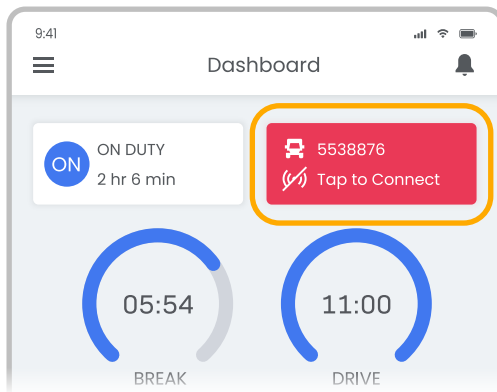 9:41
Dashboard
ON
ON DUTY
2 hr 6 min
5538876
Tap to Connect
05:54
11:00
BREAK
DRIVE